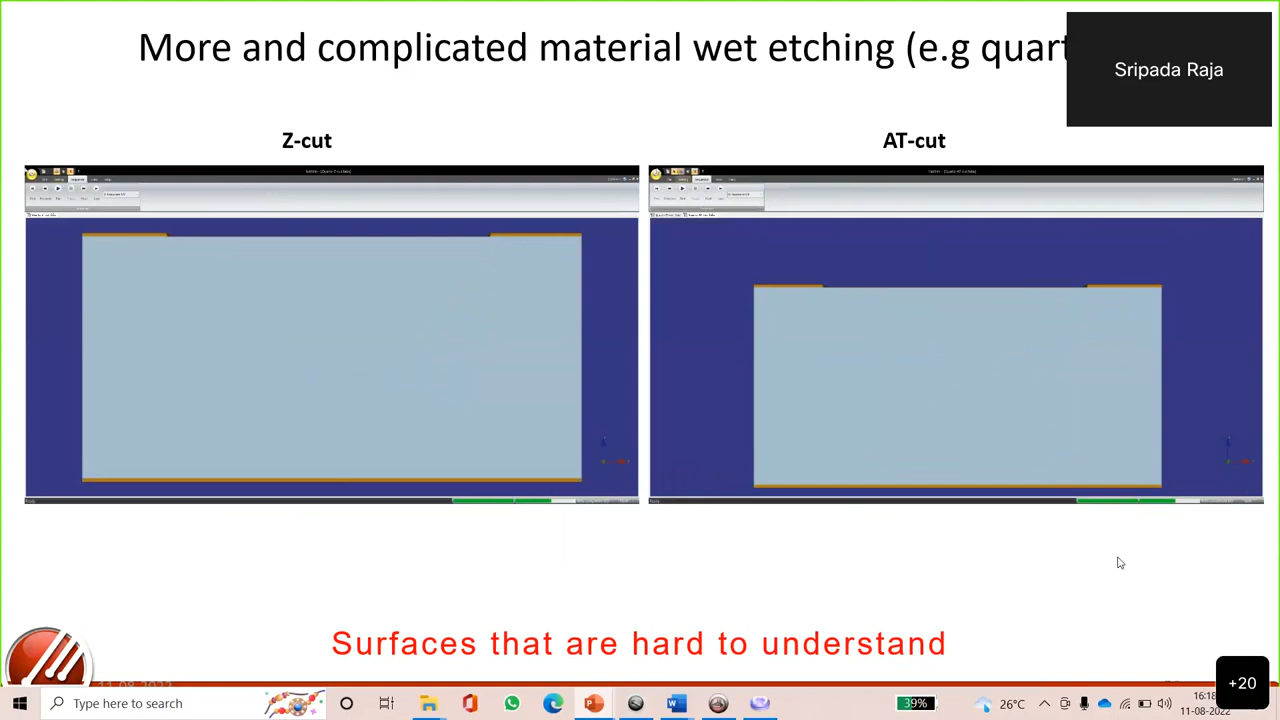 More and complicated material wet etching (e.g quart
Sripada Raja
Z-cut
AT-cut
Surfaces that are hard to understand
+20
Type here to search
39%
26°C
16:18
11-08-2022